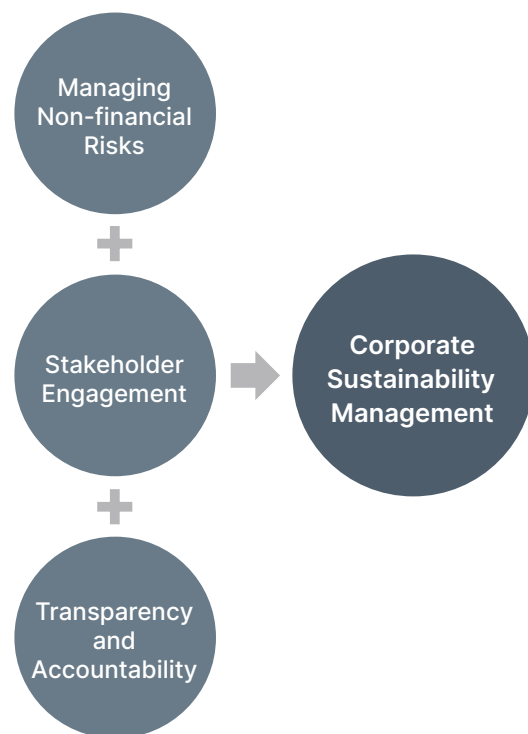 Managing
Non-financial
Risks
Stakeholder
Engagement
Corporate
Sustainability
Management
Transparency
and
Accountability